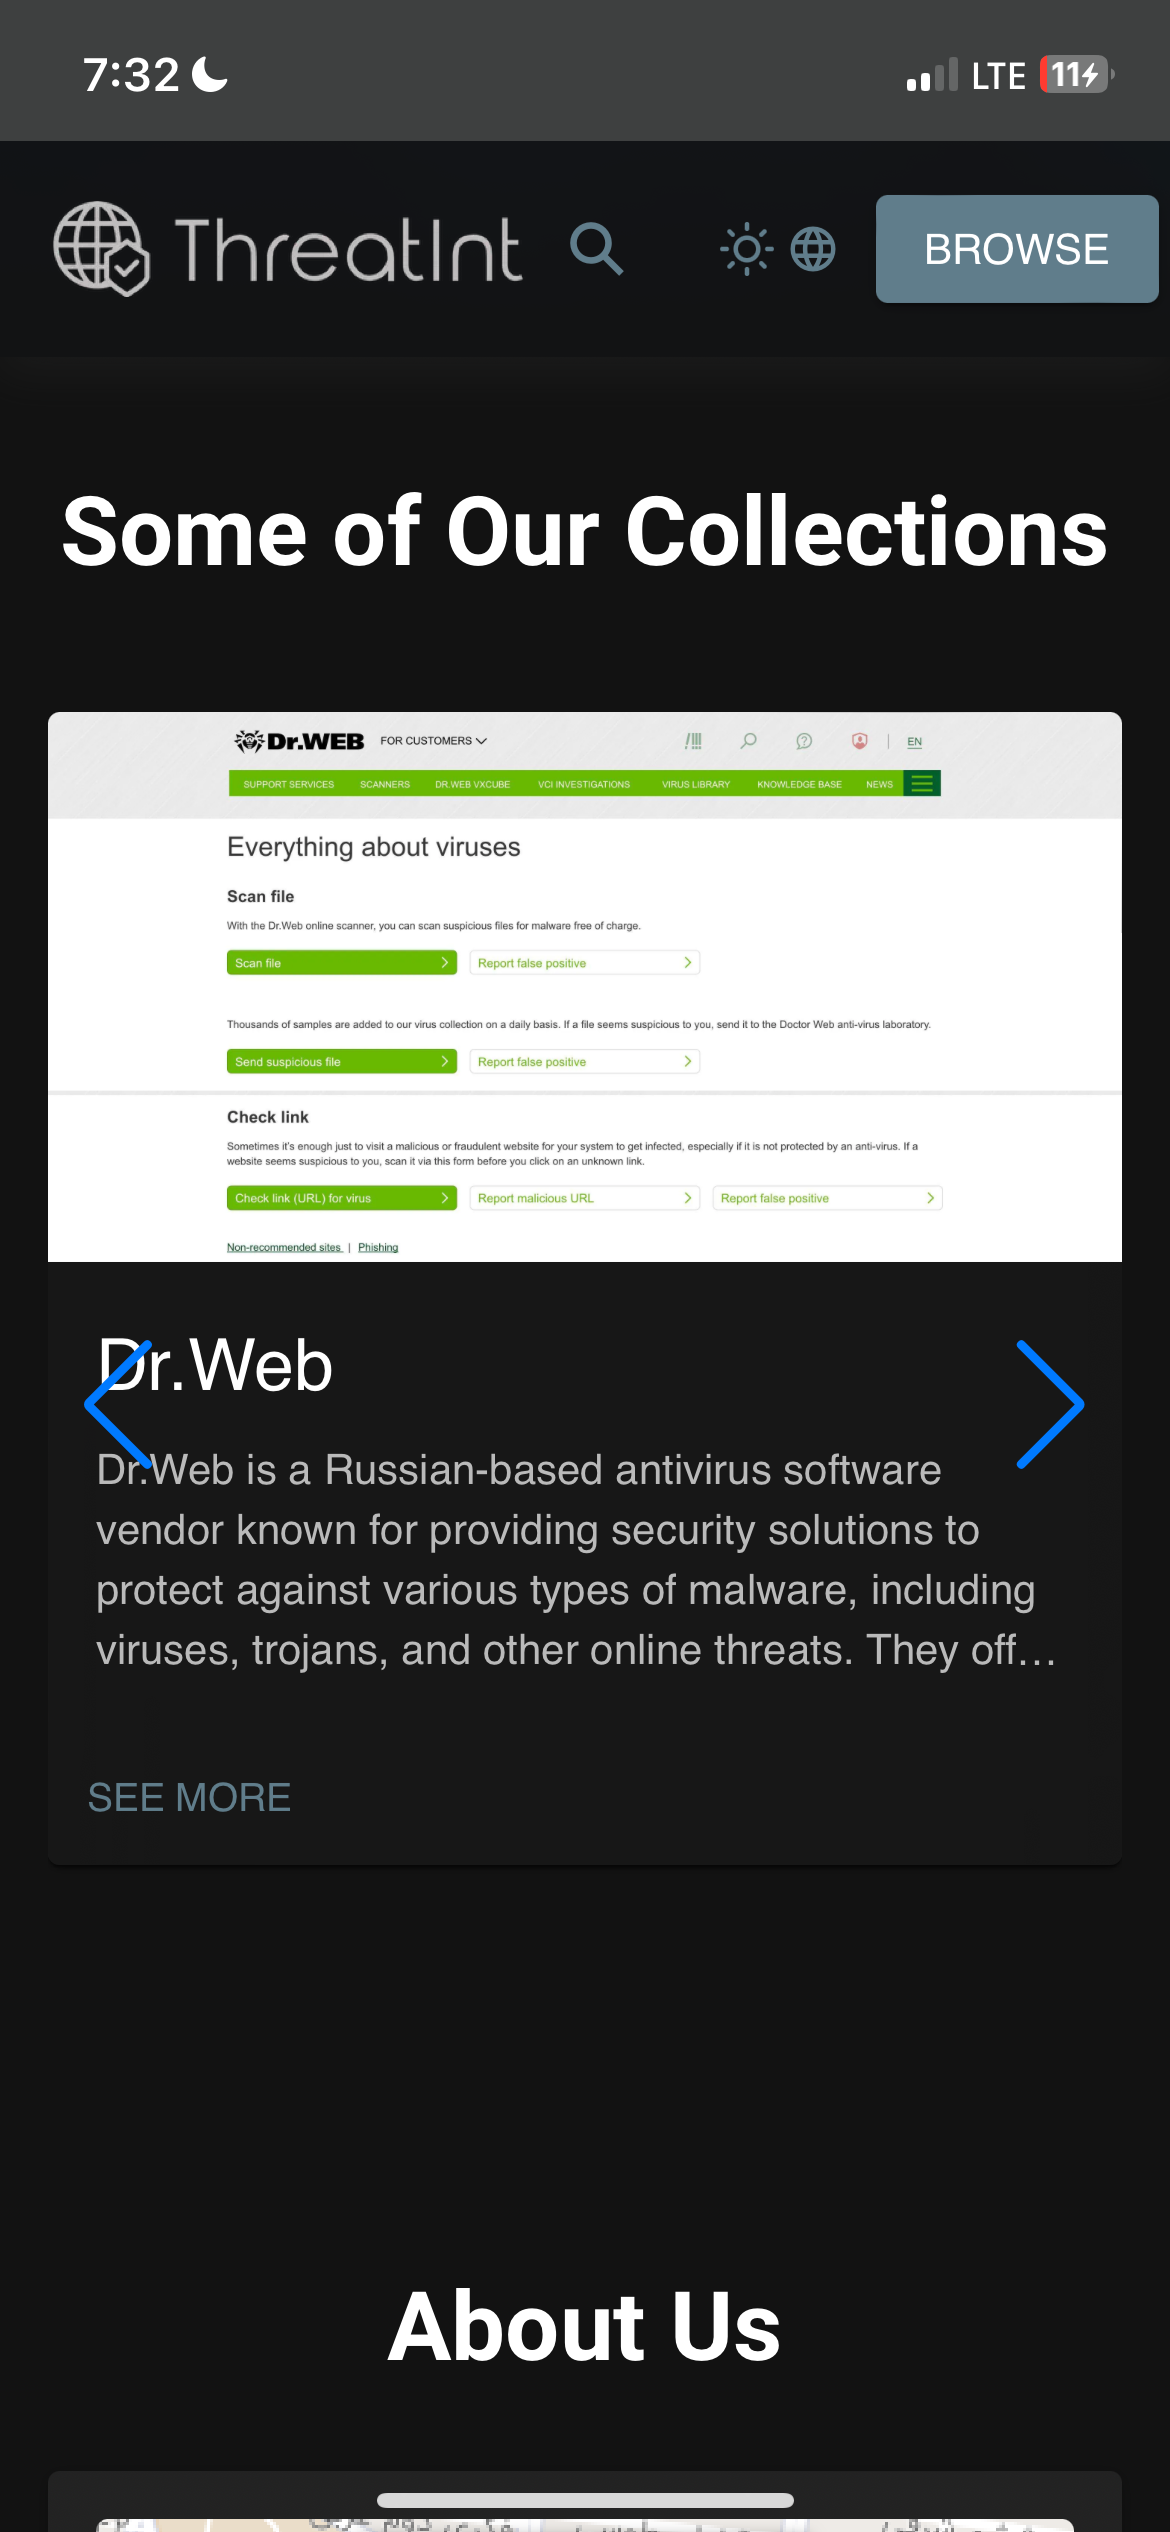 7:32
LTE
11
ThreatInt
BROWSE
Some of Our Collections
Dr.WEB
FOR CUSTOMERS
EN
SUPPORT SERVICES
SCANNERS
DR.WEB VXCUBE
VCI INVESTIGATIONS
VIRUS LIBRARY
KNOWLEDGE BASE
NEWS
Everything about viruses
Scan file
With the Dr.Web online scanner, you can scan suspicious files for malware free of charge.
Scan file
Report false positive
Thousands of samples are added to our virus collection on a daily basis. If a file seems suspicious to you, send it to the Doctor Web anti-virus laboratory.
Send suspicious file
Report false positive
Check link
Sometimes it's enough just to visit a malicious or fraudulent website for your system to get infected, especially if it is not protected by an anti-virus. If a
website seems suspicious to you, scan it via this form before you click on an unknown link.
Check link (URL) for virus
Report malicious URL
Report false positive
Non-recommended sites | Phishing
Dr.Web
Dr.Web is a Russian-based antivirus software
vendor known for providing security solutions to
protect against various types of malware, including
viruses, trojans, and other online threats. They off...
SEE MORE
About Us